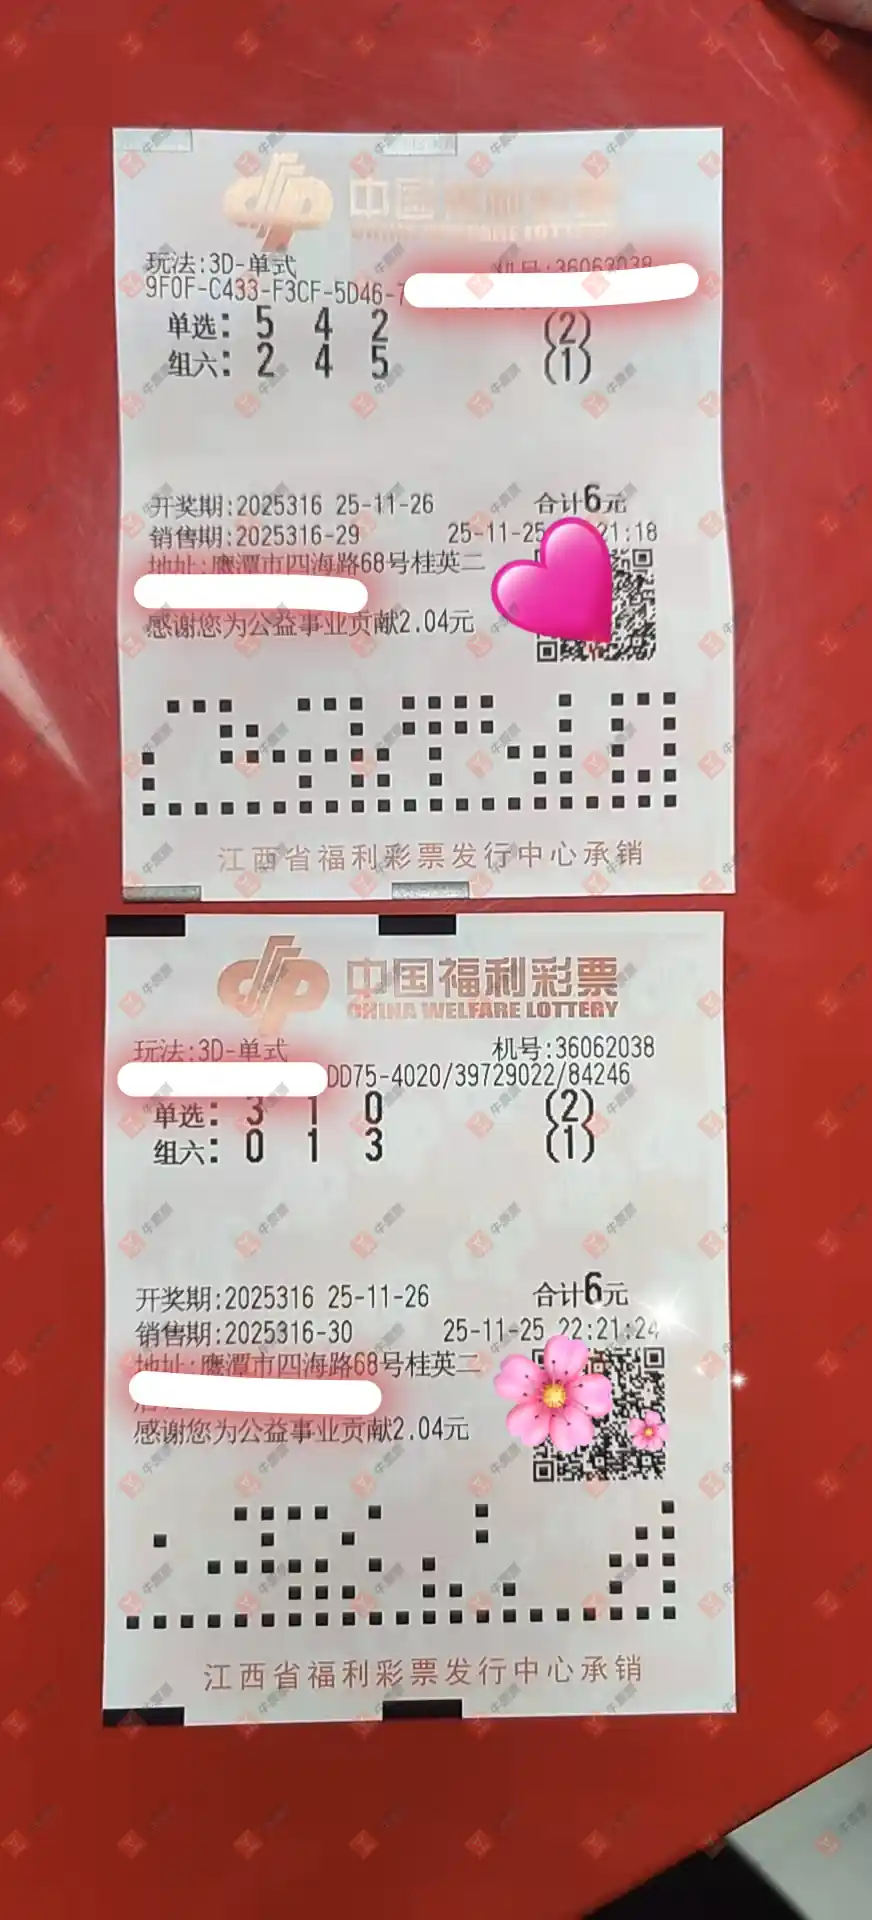 中国福利彩票
CHINA WELFARE LOTTERY
玩法:3D-单式 机号:36063038
9F0F-C433-F3CF-5D46-7
单选: 5 4 2 (2)
组六: 2 4 5 (1)
开奖期:2025316 25-11-26 合计6元
销售期:2025316-29 25-11-25 21:18
地址:鹰潭市四海路68号桂英二
感谢您为公益事业贡献2.04元
江西省福利彩票发行中心承销
中国福利彩票
CHINA WELFARE LOTTERY
玩法:3D-单式 机号:36062038
DD75-4020/39729022/84246
单选: 3 1 0 (2)
组六: 0 1 3 (1)
开奖期:2025316 25-11-26 合计6元
销售期:2025316-30 25-11-25 22:21:24
地址:鹰潭市四海路68号桂英二
感谢您为公益事业贡献2.04元
江西省福利彩票发行中心承销